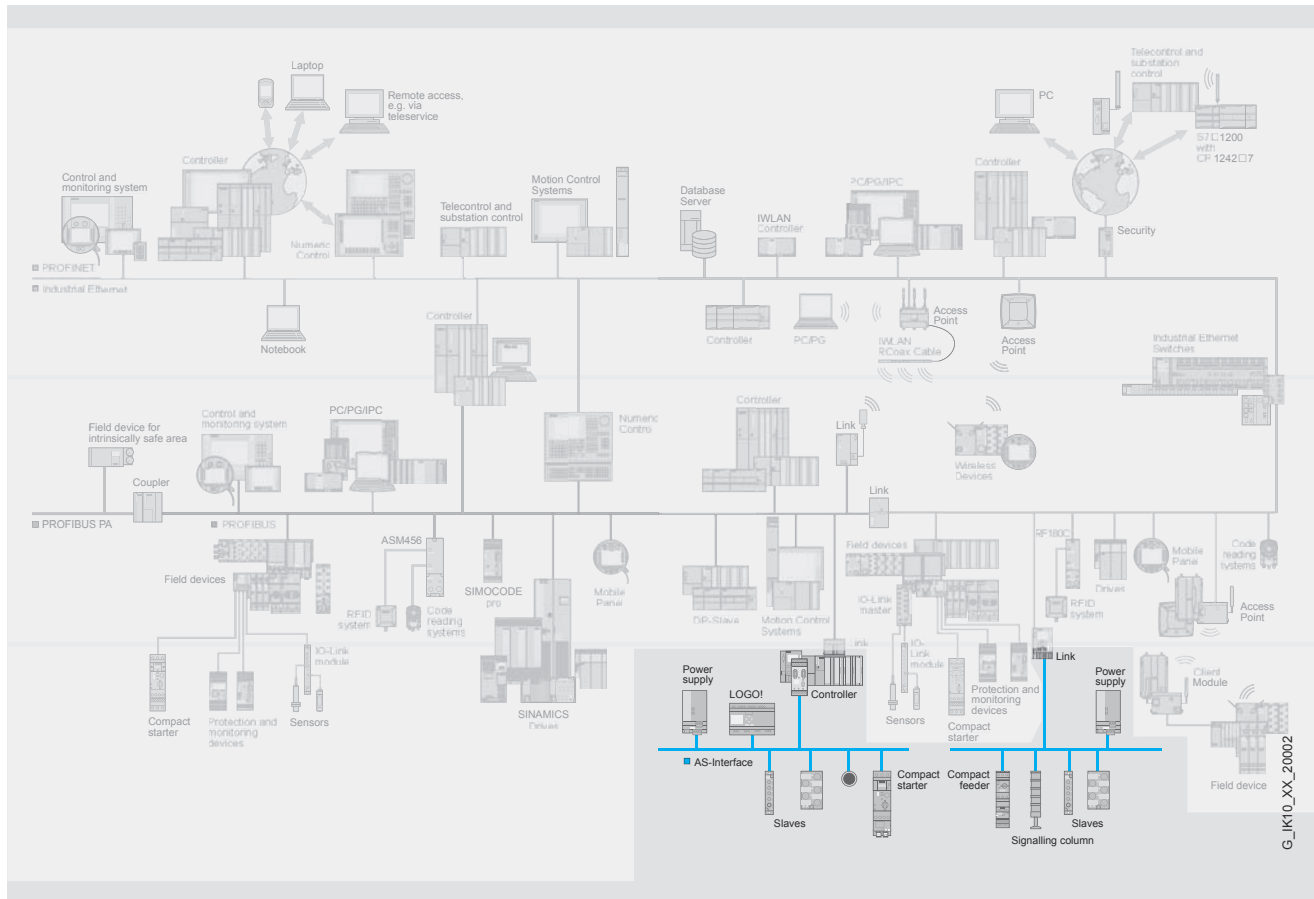 Laptop
Remote access,
e.g. via
teleservice
Controller
Control and
monitoring system
Numeric
Control
Telecontrol and
substation control
Motion Control
Systems
Database
Server
IWLAN
Controller
PC/PG/IPC
Controller
PC
Telecontrol and
substation
control
S7□1200
with
CP 1242□7
Security
PROFINET
Industrial Ethernet
Notebook
Controller
Controller
PC/PG
Access
Point
IWLAN
RCoax Cable
Access
Point
Industrial Ethernet
Switches
Field device for
intrinsically safe area
Coupler
Control and
monitoring system
PC/PG/IPC
Numeric
Contro
Controller
Link
Wireless
Devices
Link
PROFIBUS PA
PROFIBUS
Field devices
ASM456
RFID
system
Code
reading
systems
SIMOCODE
pro
Mobile
Panel
DP-Slave
Motion Control
Systems
Field devices
IO-Link
master
RF180C
RFID
system
Drives
Mobile
Panel
Code
reading
systems
Access
Point
IO-Link
module
Compact
starter
Protection and
monitoring
devices
Sensors
SINAMICS
Drives
Link
IO-
Link
module
Sensors
Compact
starter
Protection and
monitoring
devices
Link
Client
Module
Field device
Power
supply
LOGO!
Controller
Power
supply
AS-Interface
Slaves
Compact
starter
Compact
feeder
Signalling column
Slaves
G_IK10_XX_20002